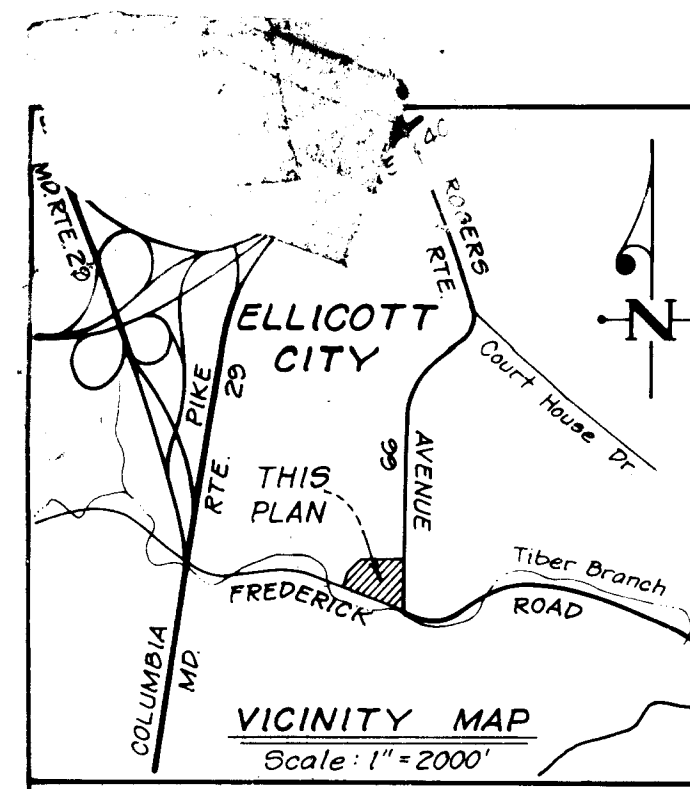 40
MD. RTE. 29
ROGERS
RTE.
ELLICOTT
CITY
N
Court House Dr.
PIKE
29
RTE.
AVENUE
99
THIS
PLAN
Tiber Branch
FREDERICK
ROAD
COLUMBIA
MD.
VICINITY MAP
Scale: 1" = 2000'